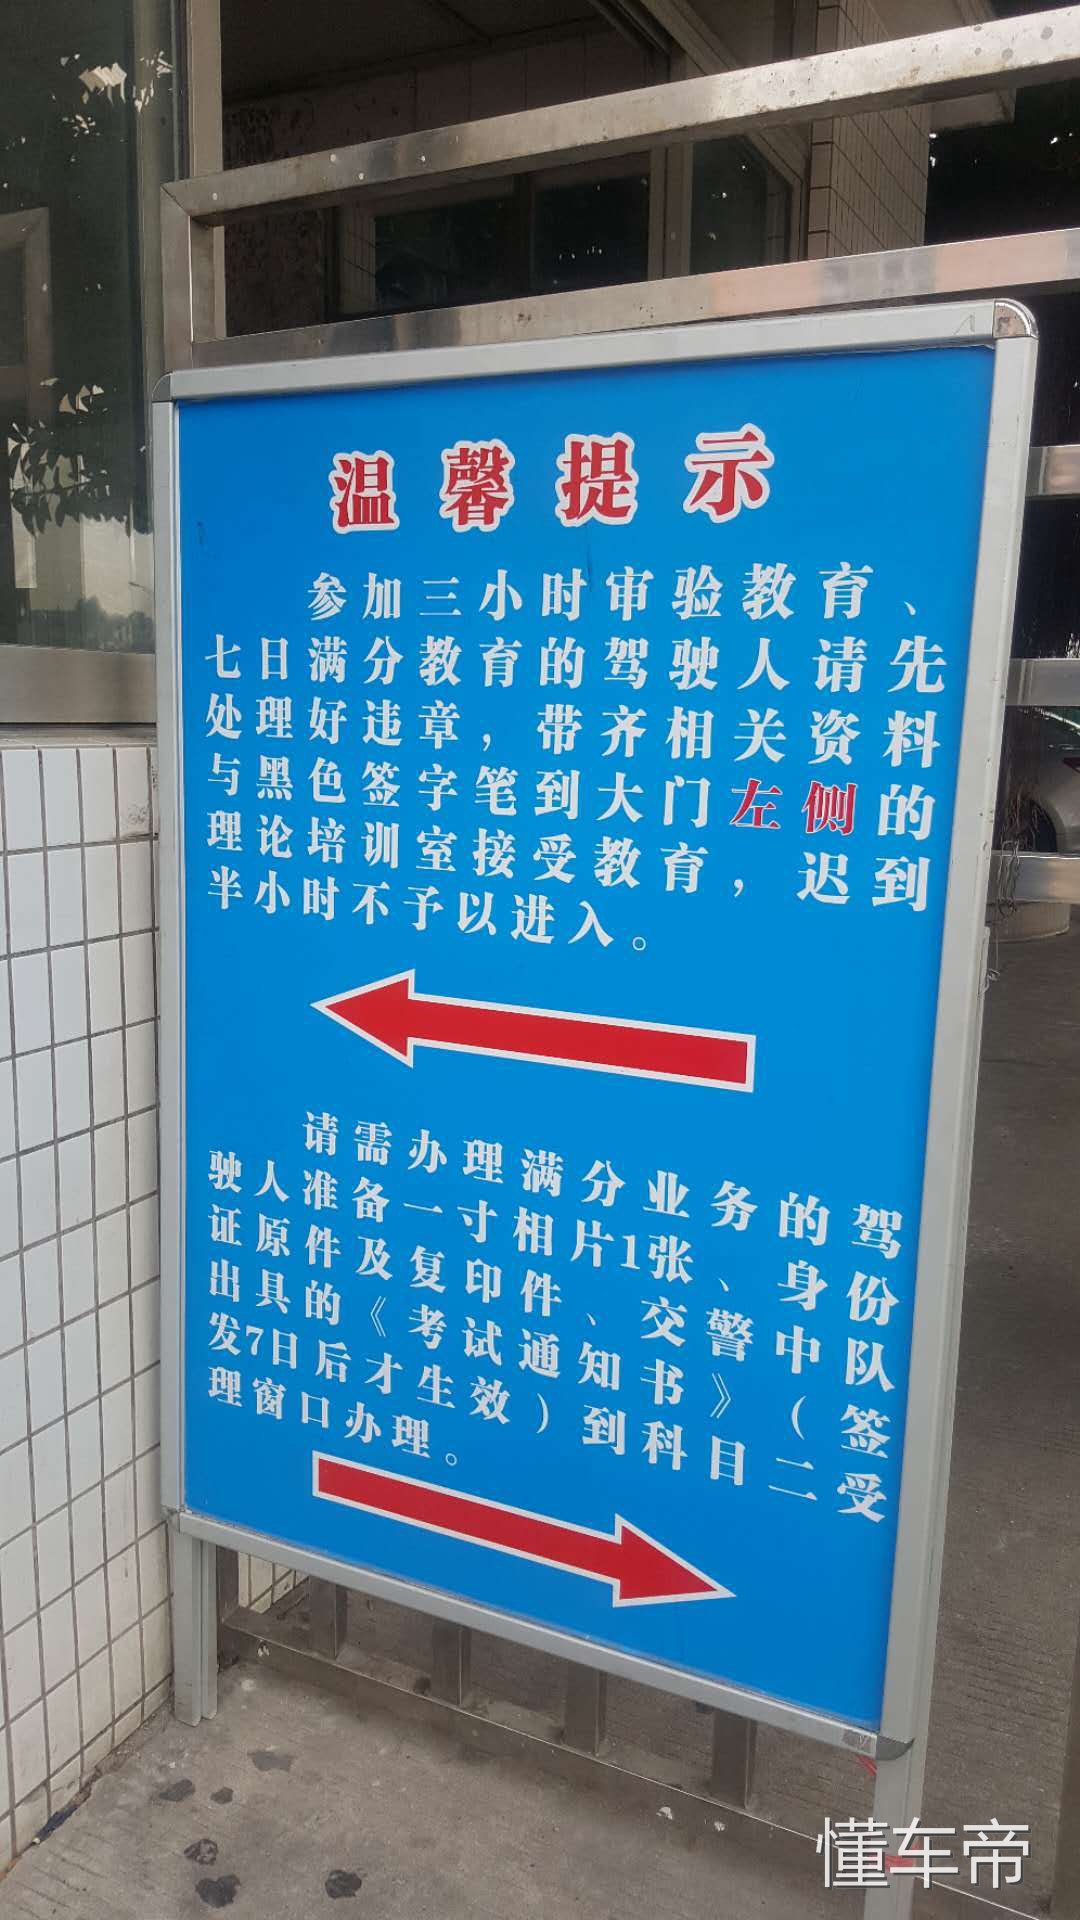 温馨提示
参加三小时审验教育、
七日满分教育的驾驶人请先
处理好违章，带齐相关资料
与黑色签字笔到大门左侧的
理论培训室接受教育，迟到
半小时不予以进入。
请需办理满分业务的驾
驶人准备一寸相片1张、身份
证原件及复印件、交警中队
出具的《考试通知书》（签
发7日后才生效）到科目二受
理窗口办理。
懂车帝